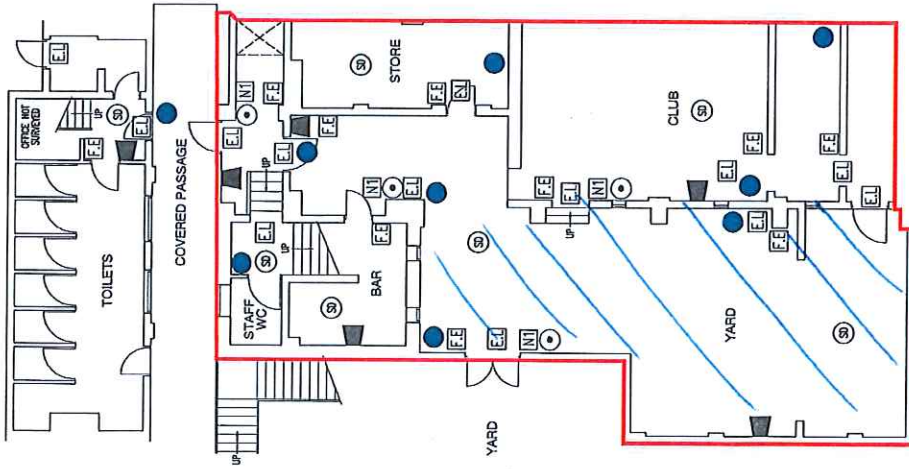 E.L
OFFICE NOT
SURVEYED
UP
SD
E.L
F.E
TOILETS
COVERED PASSAGE
N1
E.L
F.E
E.L
UP
SD
STORE
F.E
E.L
STAFF
WC
E.L
SD
UP
SD
BAR
F.E
N1
E.L
SD
F.E
E.L
N1
UP
YARD
F.E
E.L
N1
UP
CLUB
SD
F.E
E.L
F.E
E.L
E.L
E.L
F.E
YARD
SD